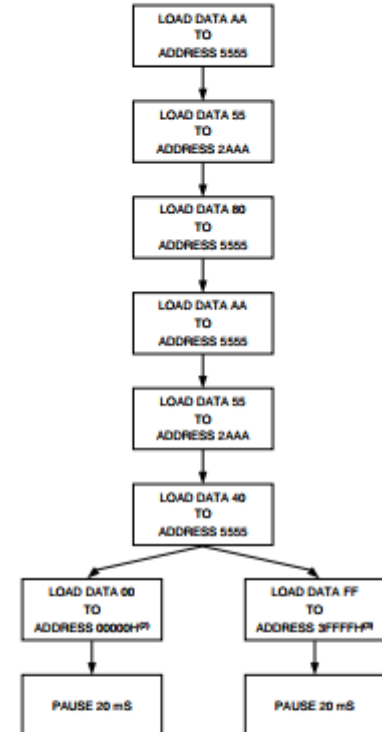 LOAD DATA AA
TO
ADDRESS 5555
LOAD DATA 55
TO
ADDRESS 2AAA
LOAD DATA 80
TO
ADDRESS 5555
LOAD DATA AA
TO
ADDRESS 5555
LOAD DATA 55
TO
ADDRESS 2AAA
LOAD DATA 40
TO
ADDRESS 5555
LOAD DATA 00
TO
ADDRESS 00000H
LOAD DATA FF
TO
ADDRESS 3FFFFH
PAUSE 20 mS
PAUSE 20 mS